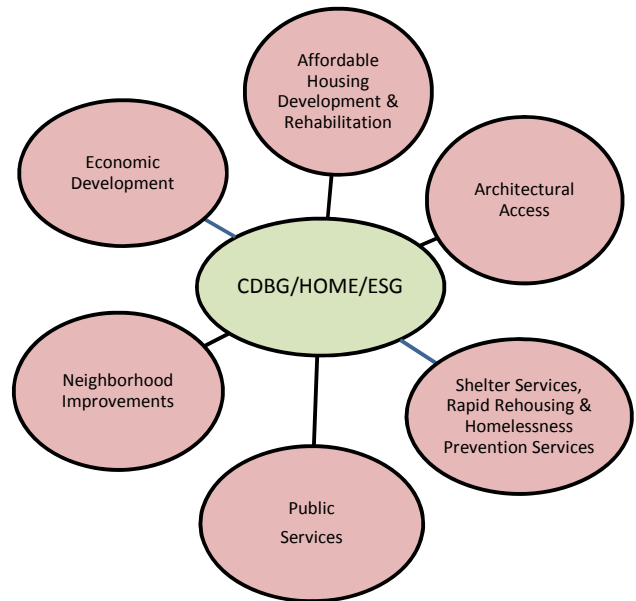 Affordable
Housing
Development &
Rehabilitation
Economic
Development
Architectural
Access
CDBG/HOME/ESG
Neighborhood
Improvements
Shelter Services,
Rapid Rehousing &
Homelessness
Prevention Services
Public
Services